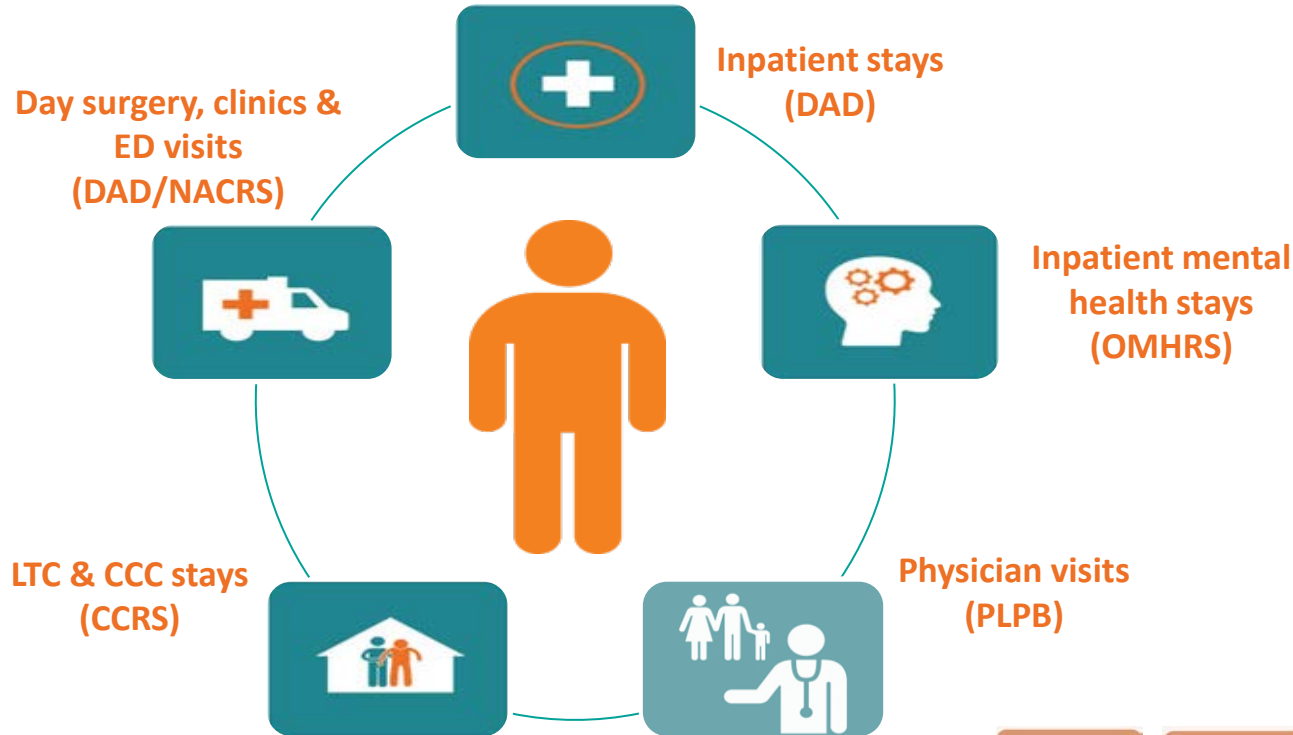 Inpatient stays
(DAD)
Day surgery, clinics &
ED visits
(DAD/NACRS)
Inpatient mental
health stays
(OMHRS)
LTC & CCC stays
(CCRS)
Physician visits
(PLPB)